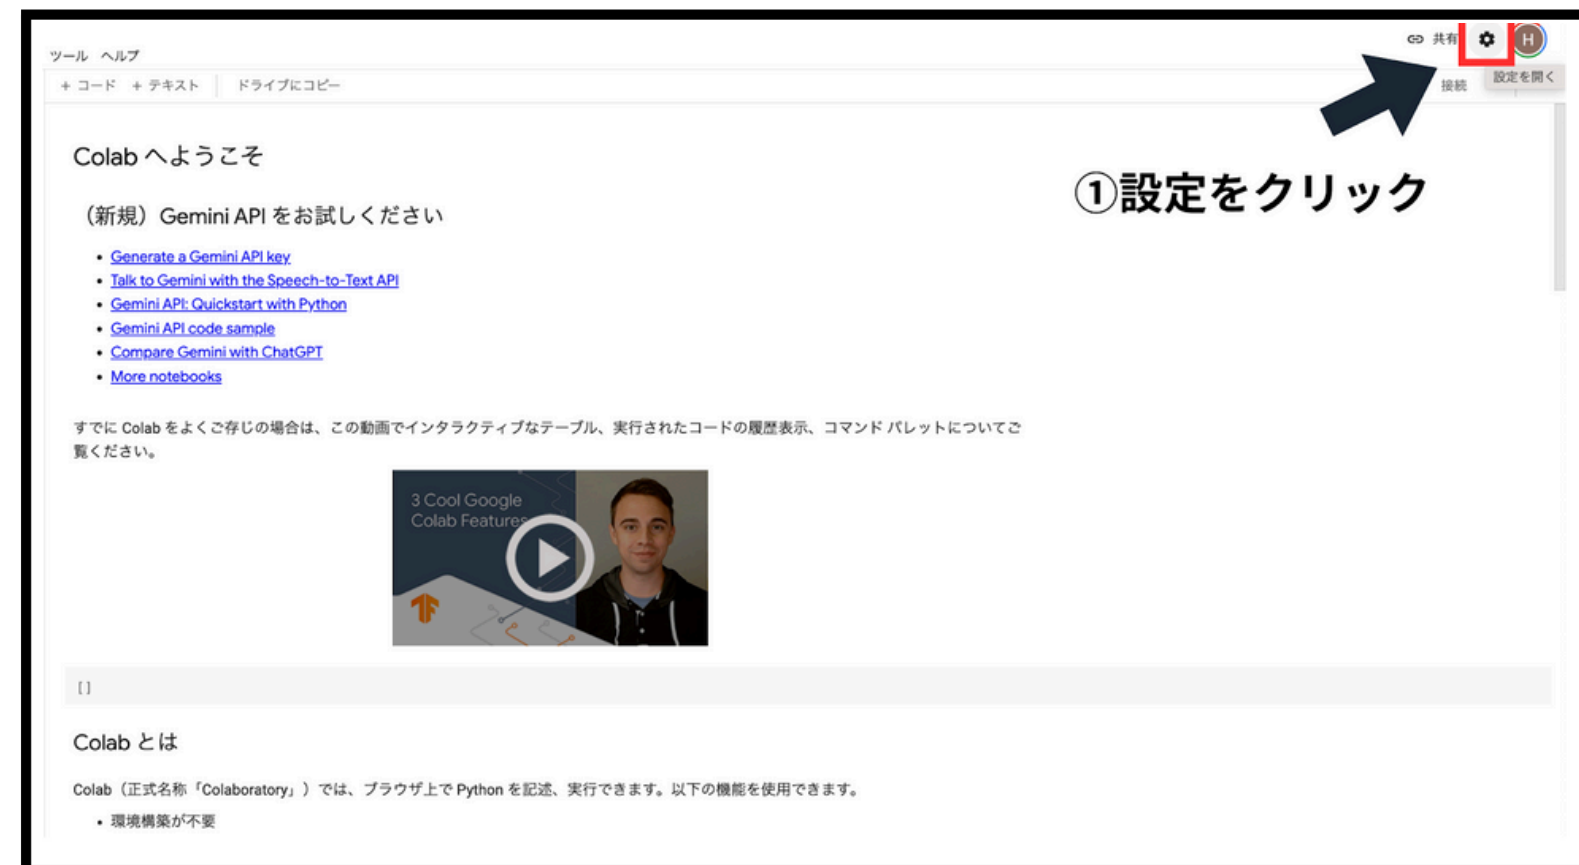 共有
H
ツール ヘルプ
設定を開く
+ コード + テキスト ドライブにコピー
接続
Colab へようこそ
①設定をクリック
（新規）Gemini API をお試しください
• Generate a Gemini API key
• Talk to Gemini with the Speech-to-Text API
• Gemini API: Quickstart with Python
• Gemini API code sample
• Compare Gemini with ChatGPT
• More notebooks
すでに Colab をよくご存じの場合は、この動画でインタラクティブなテーブル、実行されたコードの履歴表示、コマンド パレットについてご
覧ください。
3 Cool Google
Colab Features
[ ]
Colab とは
Colab（正式名称「Colaboratory」）では、ブラウザ上で Python を記述、実行できます。以下の機能を使用できます。
• 環境構築が不要